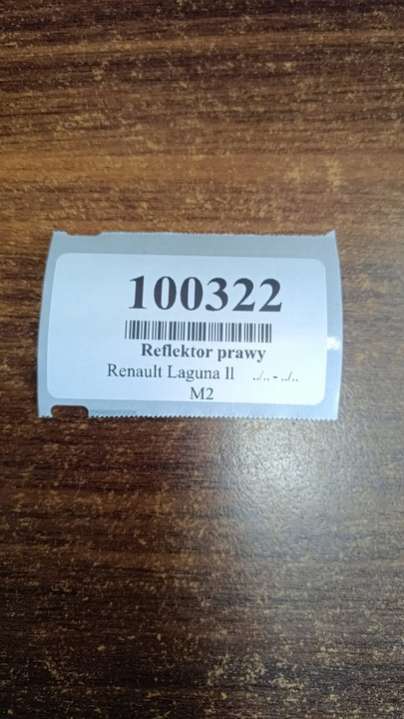 100322
Reflektor prawy
Renault Laguna II ../.. - ../..
M2